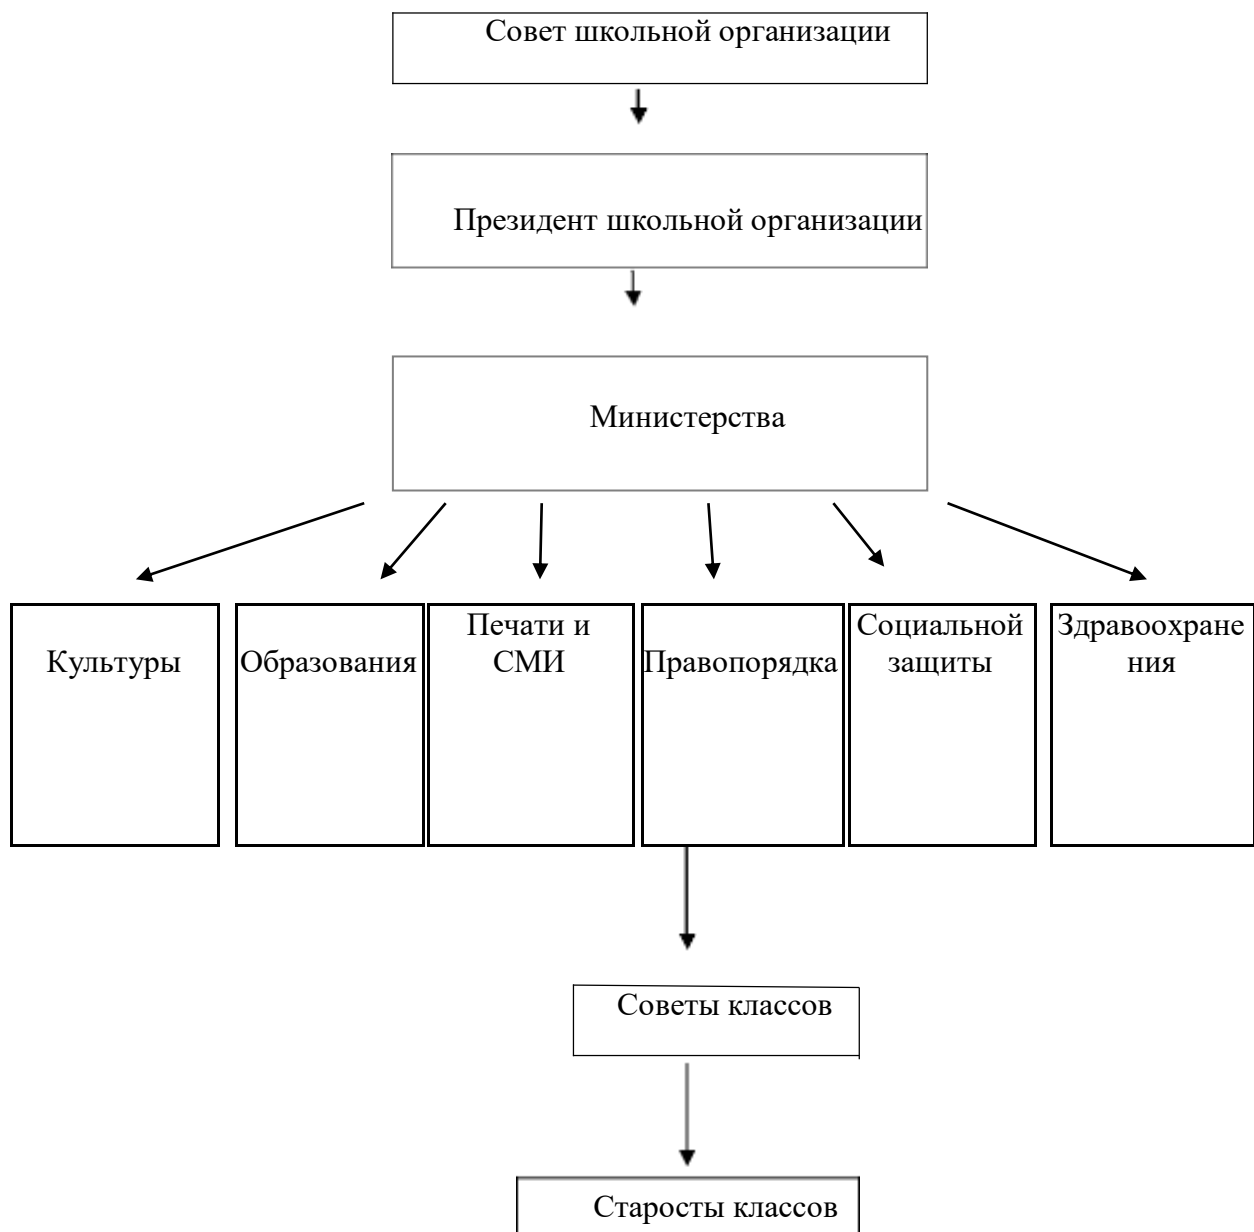 Совет школьной организации
Президент школьной организации
Министерства
Культуры
Образования
Печати и
СМИ
Правопорядка
Социальной
защиты
Здравоохране
ния
Советы классов
Старосты классов